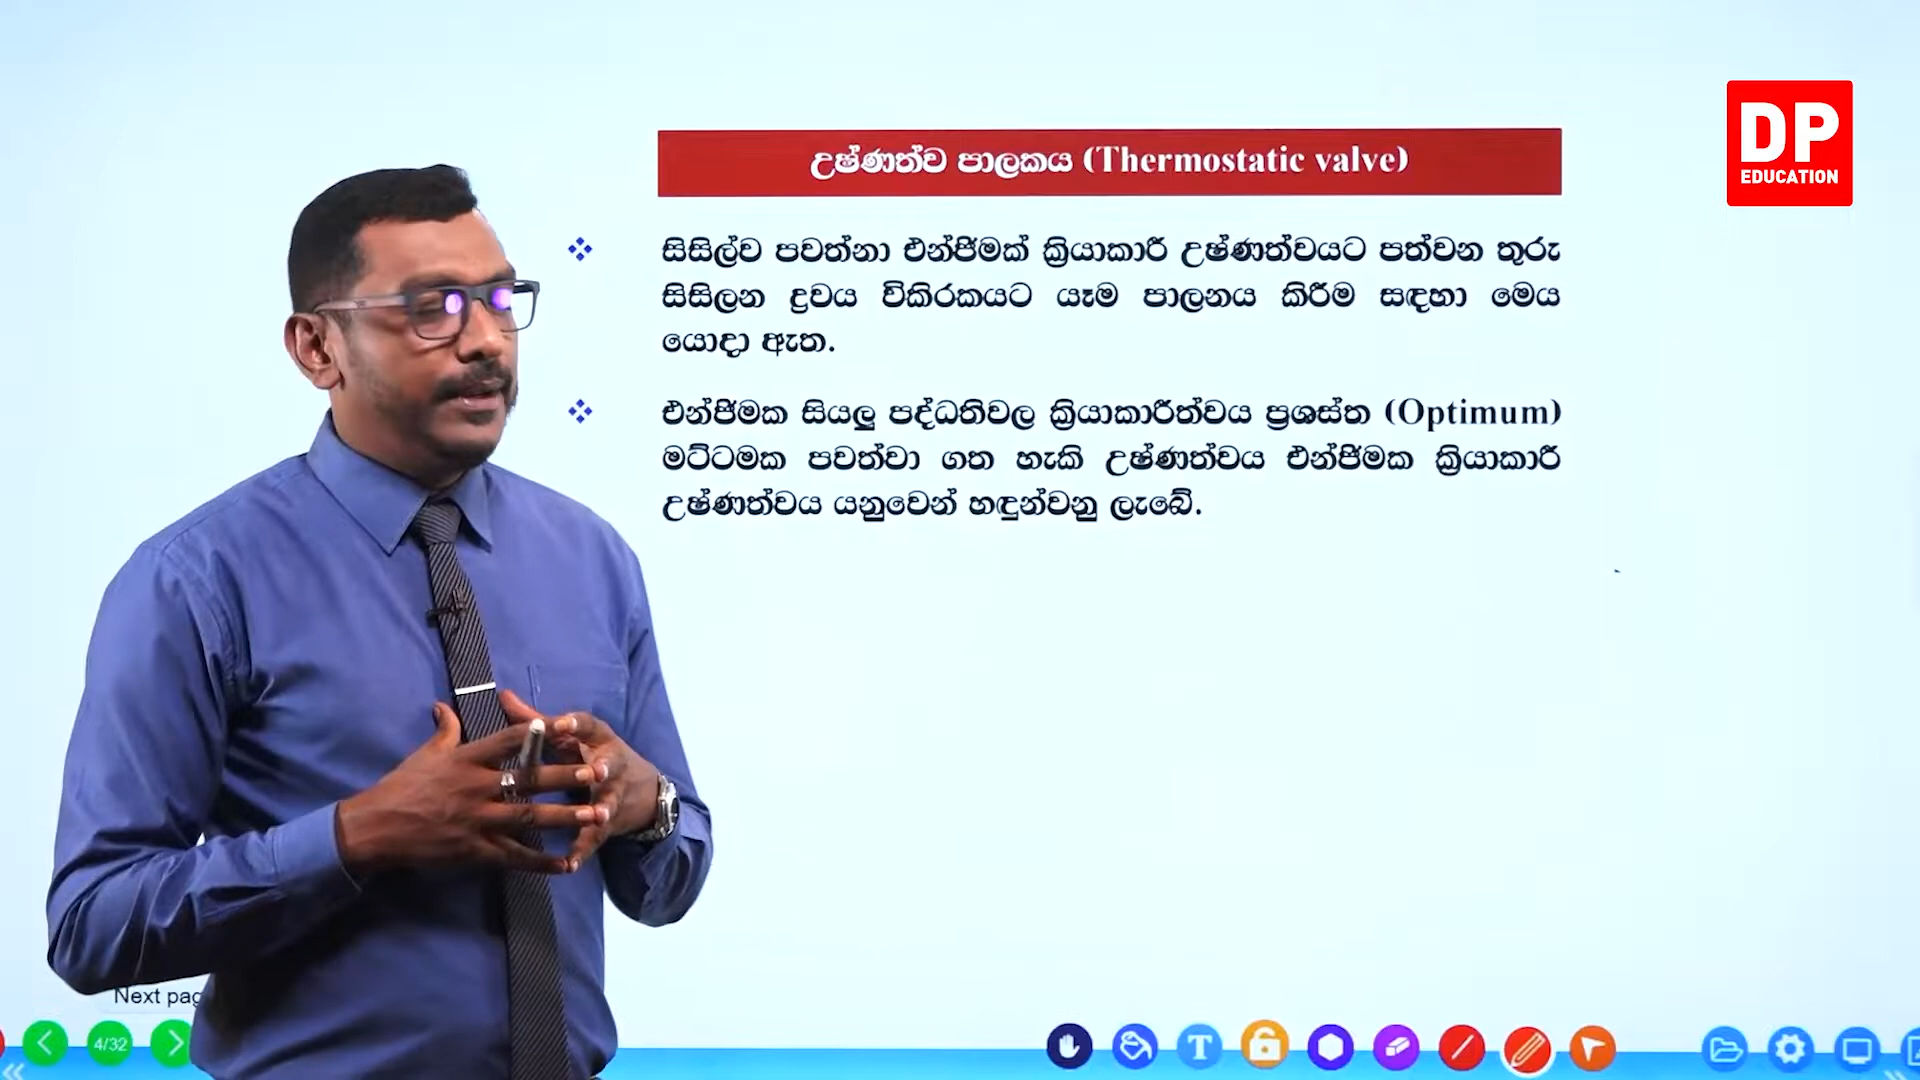 DP
EDUCATION
උෂ්ණත්ව පාලකය (Thermostatic valve)
සිසිල්ව පවත්නා එන්ජිමක් ක්‍රියාකාරී උෂ්ණත්වයට පත්වන තුරු
සිසිලන ද්‍රවය විකිරකයට යෑම පාලනය කිරීම සඳහා මෙය
යොදා ඇත.
එන්ජිමක සියලු පද්ධතිවල ක්‍රියාකාරීත්වය ප්‍රශස්ත (Optimum)
මට්ටමක පවත්වා ගත හැකි උෂ්ණත්වය එන්ජිමක ක්‍රියාකාරී
උෂ්ණත්වය යනුවෙන් හඳුන්වනු ලැබේ.
Next pag
4/32
T